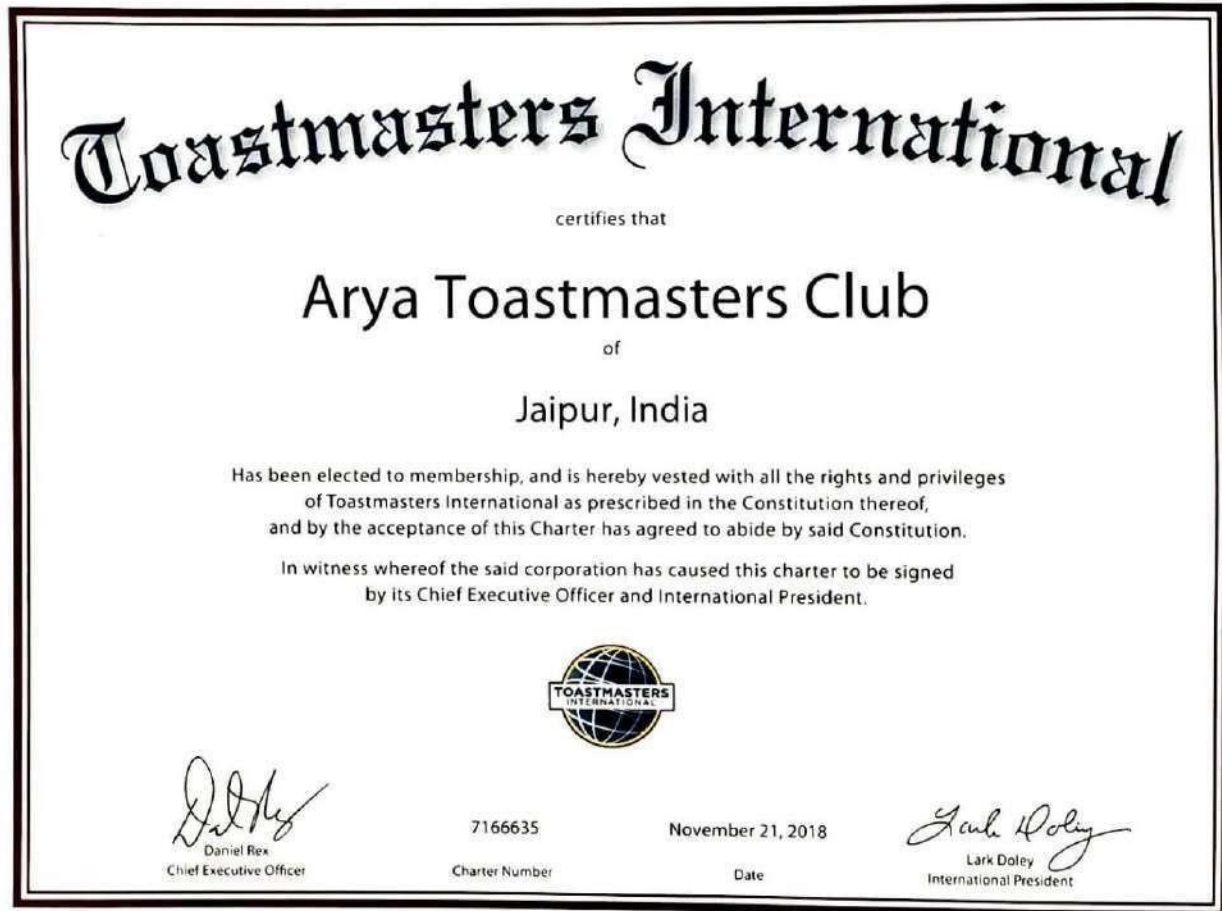 Toastmasters International
certifies that
Arya Toastmasters Club
of
Jaipur, India
Has been elected to membership, and is hereby vested with all the rights and privileges
of Toastmasters International as prescribed in the Constitution thereof,
and by the acceptance of this Charter has agreed to abide by said Constitution.
In witness whereof the said corporation has caused this charter to be signed
by its Chief Executive Officer and International President.
TOASTMASTERS
INTERNATIONAL
Daniel Rex
Chief Executive Officer
7166635
Charter Number
November 21, 2018
Date
Lark Doley
Lark Doley
International President